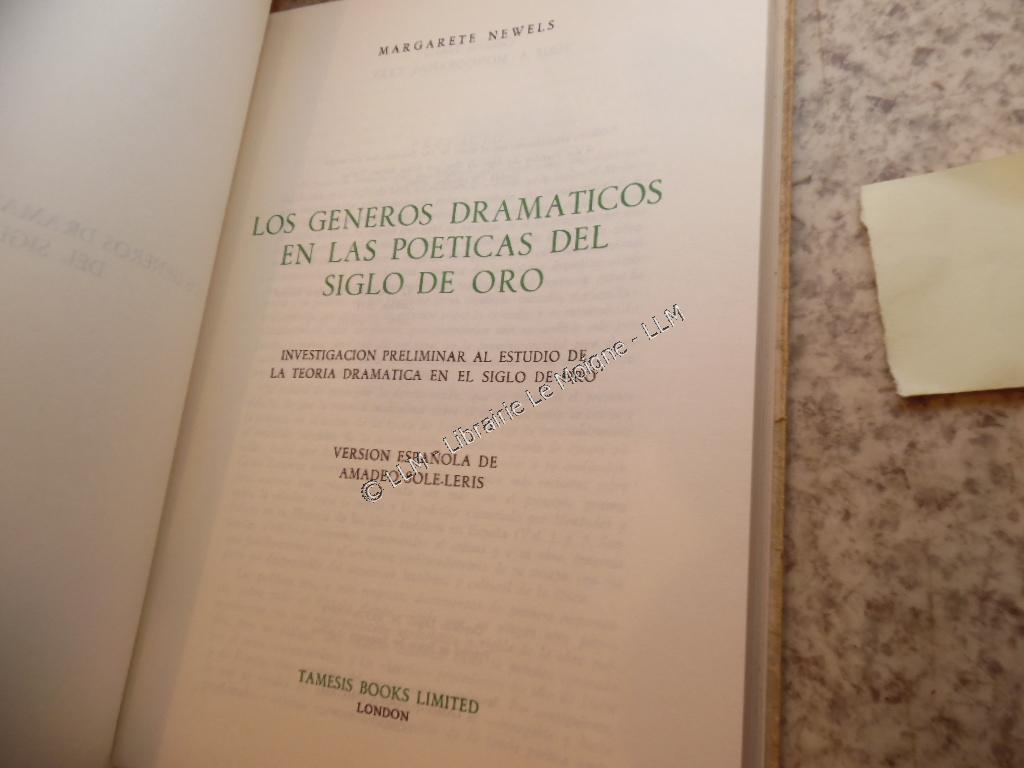 MARGARETE NEWELS
LOS GENEROS DRAMATICOS
EN LAS POETICAS DEL
SIGLO DE ORO
INVESTIGACION PRELIMINAR AL ESTUDIO DE
LA TEORIA DRAMATICA EN EL SIGLO DE ORO
VERSION ESPAÑOLA DE
AMADEO SOLE-LERIS
TAMESIS BOOKS LIMITED
LONDON
© LLM - Librairie Le Moigne - LLM